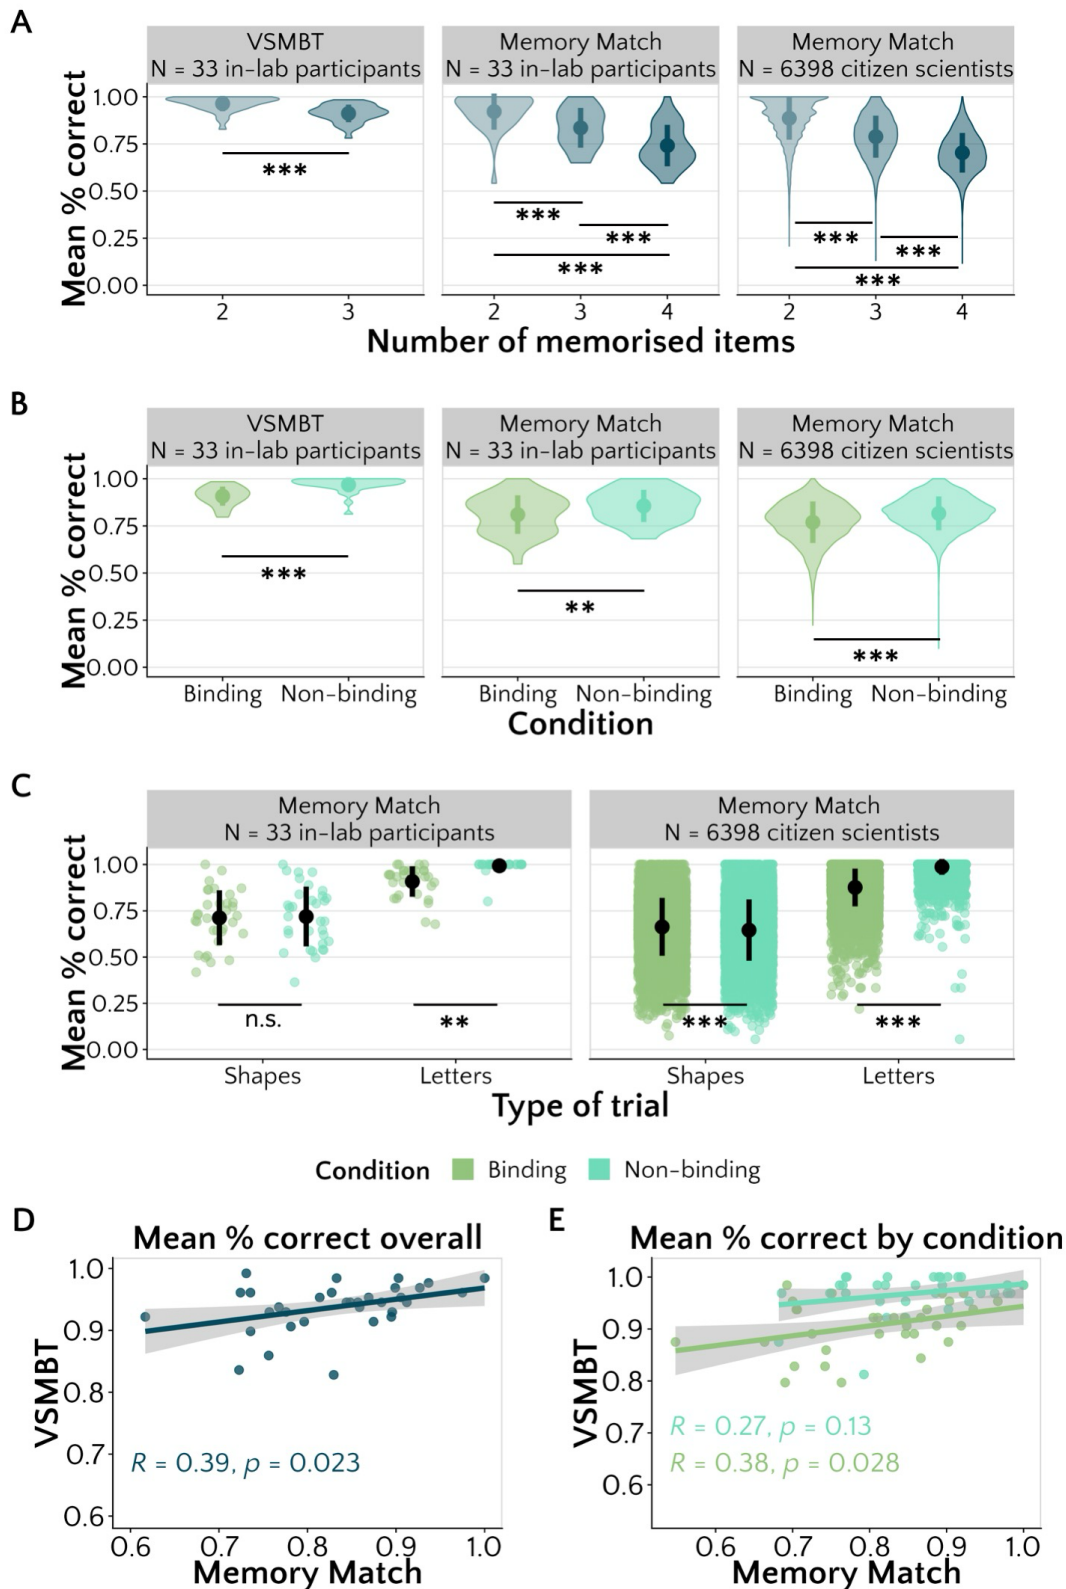 A
VSMBT
N = 33 in-lab participants
Memory Match
N = 33 in-lab participants
Memory Match
N = 6398 citizen scientists
Mean % correct
1.00
0.75
0.50
0.25
0.00
***
***
***
***
***
***
***
2 3
2 3 4
2 3 4
Number of memorised items
B
VSMBT
N = 33 in-lab participants
Memory Match
N = 33 in-lab participants
Memory Match
N = 6398 citizen scientists
Mean % correct
1.00
0.75
0.50
0.25
0.00
***
**
***
Binding Non-binding
Binding Non-binding
Binding Non-binding
Condition
C
Memory Match
N = 33 in-lab participants
Memory Match
N = 6398 citizen scientists
Mean % correct
1.00
0.75
0.50
0.25
0.00
n.s.
**
***
***
Shapes Letters
Shapes Letters
Type of trial
Condition Binding Non-binding
D
Mean % correct overall
VSMBT
1.0
0.9
0.8
0.7
0.6
R = 0.39, p = 0.023
0.6 0.7 0.8 0.9 1.0
Memory Match
E
Mean % correct by condition
VSMBT
1.0
0.9
0.8
0.7
0.6
R = 0.27, p = 0.13
R = 0.38, p = 0.028
0.6 0.7 0.8 0.9 1.0
Memory Match